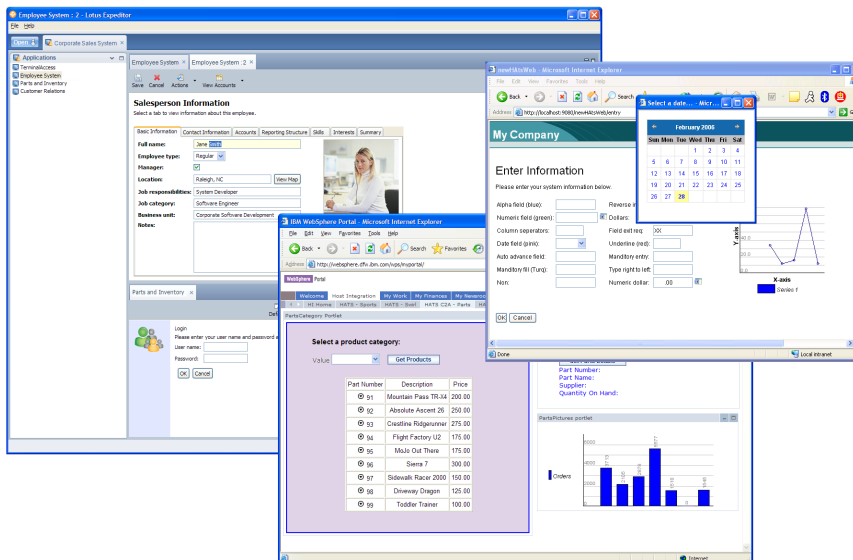 Employee System : 2 - Lotus Expeditor
File Help
Open Corporate Sales System ×
Applications
TerminalAccess
Employee System
Parts and Inventory
Customer Relations
Employee System × Employee System :2 ×
Save Cancel Actions View Accounts
Salesperson Information
Select a tab to view information about this employee.
Basic Information Contact Information Accounts Reporting Structure Skills Interests Summary
Full name: Jane Smith
Employee type: Regular
Manager:
Location: Raleigh, NC View Map
Job responsibilities: System Developer
Job category: Software Engineer
Business unit: Corporate Software Development
Notes:
Parts and Inventory ×
Login
Please enter your user name and password
User name:
Password:
OK Cancel
newHAtsWeb - Microsoft Internet Explorer
File Edit View Favorites Tools Help
Back Search
Address http://localhost:9080/newHAtsWeb/entry
My Company
Enter Information
Please enter your system information below.
Alpha field (blue):
Numeric field (green): Dollars:
Column seperators: Field exit req: XX
Date field (pink): Underline (red):
Auto advance field: Manditory entry:
Manditory fill (Turq): Type right to left:
Non: Numeric dollar: .00
OK Cancel
Y-axis
X-axis
Series 1
Done Local intranet
Select a date... - Micr...
February 2006
Sun Mon Tue Wed Thu Fri Sat
1 2 3 4
5 6 7 8 9 10 11
12 13 14 15 16 17 18
19 20 21 22 23 24 25
26 27 28
IBM WebSphere Portal - Microsoft Internet Explorer
File Edit View Favorites Tools Help
Back Search Favorites
Address http://websphere.dfw.ibm.com/wps/myportal/
WebSphere Portal
Welcome Host Integration My Work My Finances My Newsroo
HI Home HATS - Sports HATS - Svel HATS C2A - Parts HA
PartsCategory Portlet
Select a product category:
Value Get Products
Part Number Description Price
91 Mountain Pass TR-X4 200.00
92 Absolute Ascent 26 250.00
93 Crestline Ridgerunner 275.00
94 Flight Factory U2 175.00
95 MoJo Out There 175.00
96 Sierra 7 300.00
97 Sidewalk Racer 2000 150.00
98 Driveway Dragon 125.00
99 Toddler Trainer 100.00
Part Number:
Part Name:
Supplier:
Quantity On Hand:
PartsPictures portlet
Orders
Internet